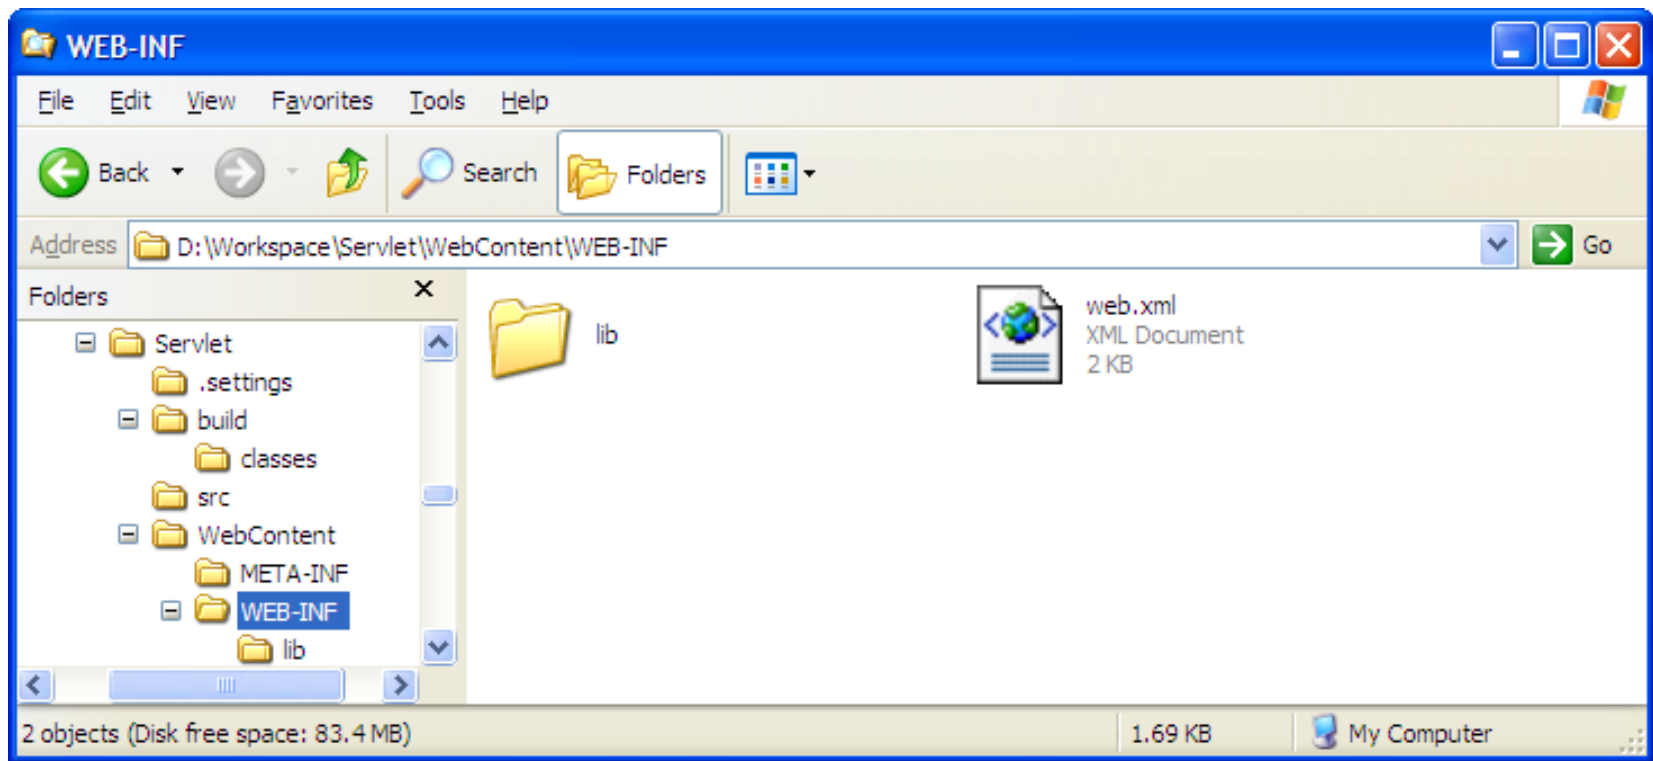 WEB-INF
File Edit View Favorites Tools Help
Back Search Folders
Address D:\Workspace\Servlet\WebContent\WEB-INF Go
Folders
Servlet
.settings
build
classes
src
WebContent
META-INF
WEB-INF
lib
lib
web.xml
XML Document
2 KB
2 objects (Disk free space: 83.4 MB) 1.69 KB My Computer